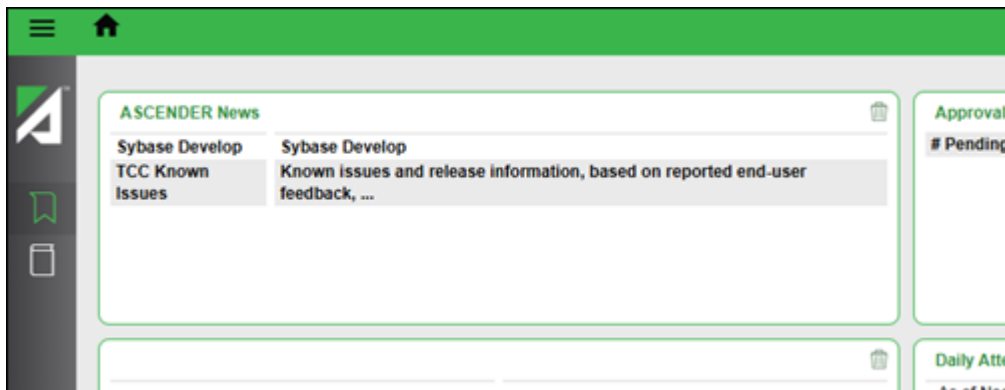 ASCENDER News
Sybase Develop Sybase Develop
TCC Known Issues Known issues and release information, based on reported end-user feedback, ...
Approval
# Pending
Daily Atte